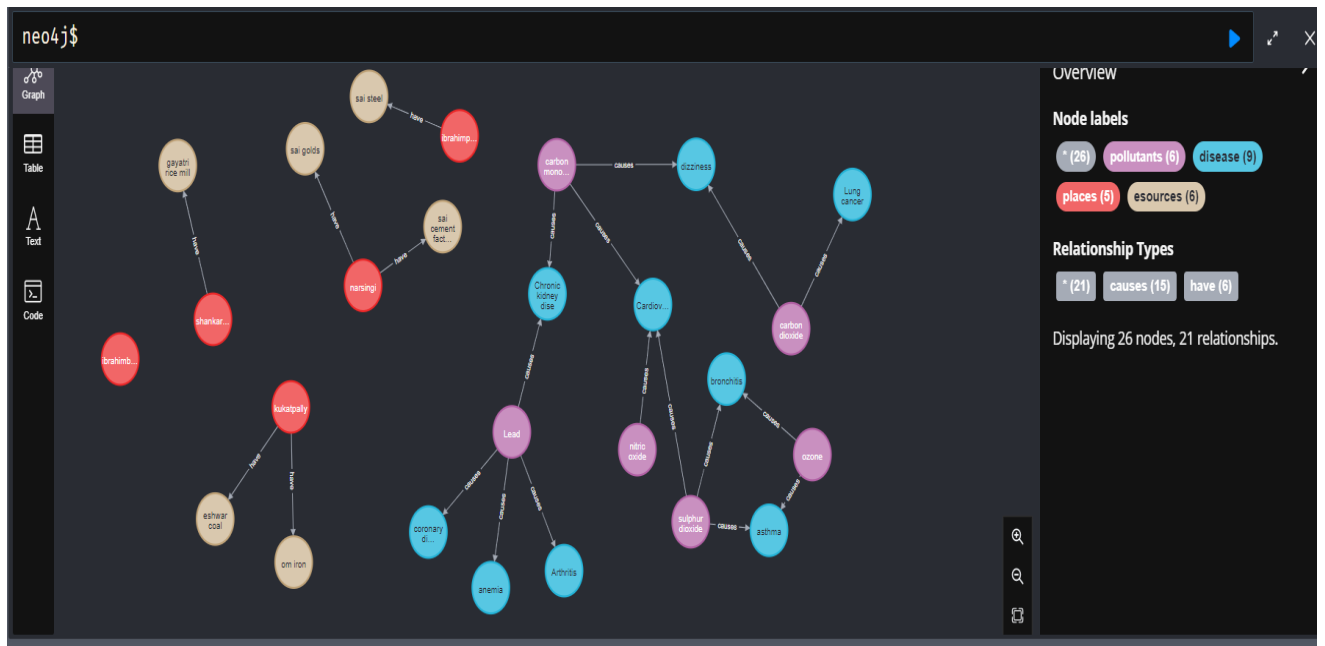 neo4j$
Graph
Table
Text
Code
sai steel
have
ibrahimp...
gayatri
rice mill
have
shankar...
sai golds
have
sai
cement
fact...
have
narsingi
ibrahimb...
kukatpally
have
have
eshwar
coal
om iron
carbon
mono...
causes
dizziness
causes
causes
Chronic
kidney
dise
Cardiov...
Lung
cancer
causes
causes
carbon
dioxide
causes
Lead
causes
causes
causes
coronary
di...
anemia
Arthritis
causes
nitric
oxide
causes
bronchitis
causes
causes
ozone
causes
sulphur
dioxide
causes
asthma
Overview
Node labels
* (26)
pollutants (6)
disease (9)
places (5)
esources (6)
Relationship Types
* (21)
causes (15)
have (6)
Displaying 26 nodes, 21 relationships.